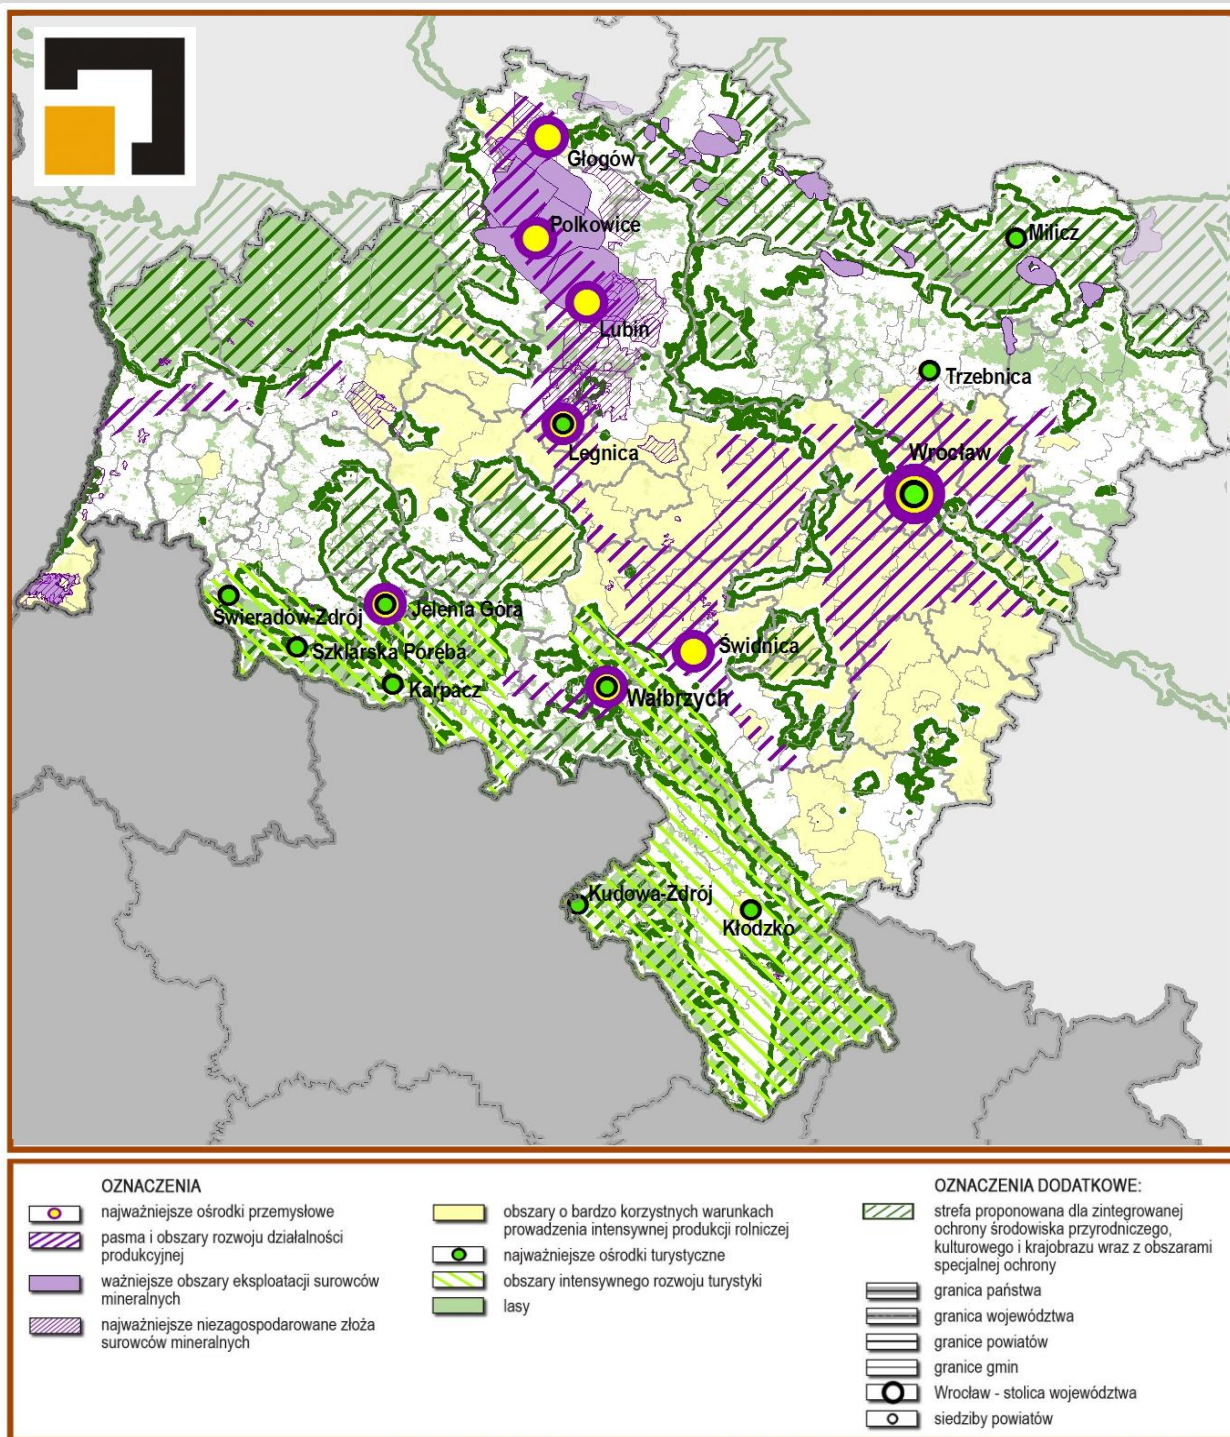 Głogów
Polkowice
Milicz
Lubin
Trzebnica
Legnica
Wrocław
Świeradów-Zdrój
Jelenia Góra
Szklarska Poręba
Świdnica
Karpacz
Wałbrzych
Kudowa-Zdrój
Kłodzko
OZNACZENIA
najważniejsze ośrodki przemysłowe
pasma i obszary rozwoju działalności
produkcyjnej
ważniejsze obszary eksploatacji surowców
mineralnych
najważniejsze niezagospodarowane złoża
surowców mineralnych
obszary o bardzo korzystnych warunkach
prowadzenia intensywnej produkcji rolniczej
najważniejsze ośrodki turystyczne
obszary intensywnego rozwoju turystyki
lasy
OZNACZENIA DODATKOWE:
strefa proponowana dla zintegrowanej
ochrony środowiska przyrodniczego,
kulturowego i krajobrazu wraz z obszarami
specjalnej ochrony
granica państwa
granica województwa
granice powiatów
granice gmin
Wrocław - stolica województwa
siedziby powiatów